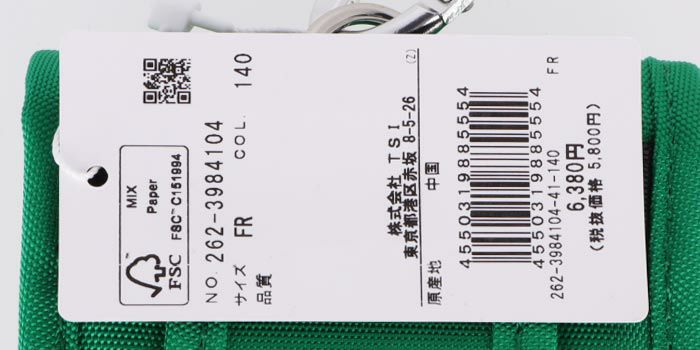 MIX
Paper
FSC™ C151994
FSC
NO. 262-3984104
COL. 140
サイズ FR
品質
(2)
株式会社 TSI
東京都港区赤坂 8-5-26
原産地 中国
4550319885554
4550319885554
262-3984104-41-140
FR
6,380円
(税抜価格 5,800円)